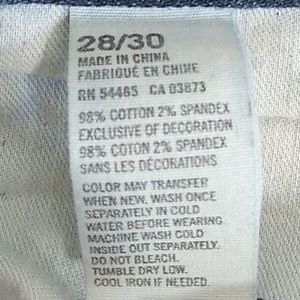 28/30
MADE IN CHINA
FABRIQUÉ EN CHINE
RN 54485 CA 03873
98% COTTON 2% SPANDEX
EXCLUSIVE OF DECORATION
98% COTTON 2% SPANDEX
SANS LES DÉCORATIONS
COLOR MAY TRANSFER
WHEN NEW. WASH ONCE
SEPARATELY IN COLD
WATER BEFORE WEARING.
MACHINE WASH COLD
INSIDE OUT SEPARATELY.
DO NOT BLEACH.
TUMBLE DRY LOW.
COOL IRON IF NEEDED.